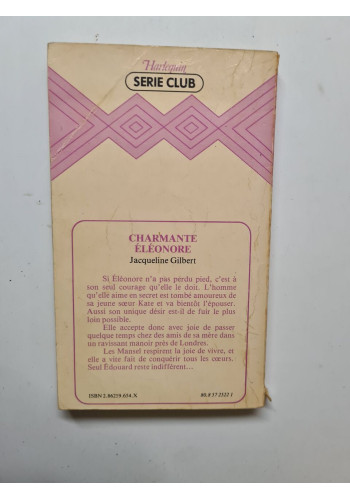 Harlequin
SERIE CLUB
CHARMANTE
ÉLÉONORE
Jacqueline Gilbert
Si Éléonore n'a pas perdu pied, c'est à
son seul courage qu'elle le doit. L'homme
qu'elle aime en secret est tombé amoureux de
sa jeune sœur Kate et va bientôt l'épouser.
Aussi son unique désir est-il de fuir le plus
loin possible.
Elle accepte donc avec joie de passer
quelque temps chez des amis de sa mère dans
un ravissant manoir près de Londres.
Les Mansel respirent la joie de vivre, et
elle a vite fait de conquérir tous les cœurs.
Seul Édouard reste indifférent...
ISBN 2.86259.654.X